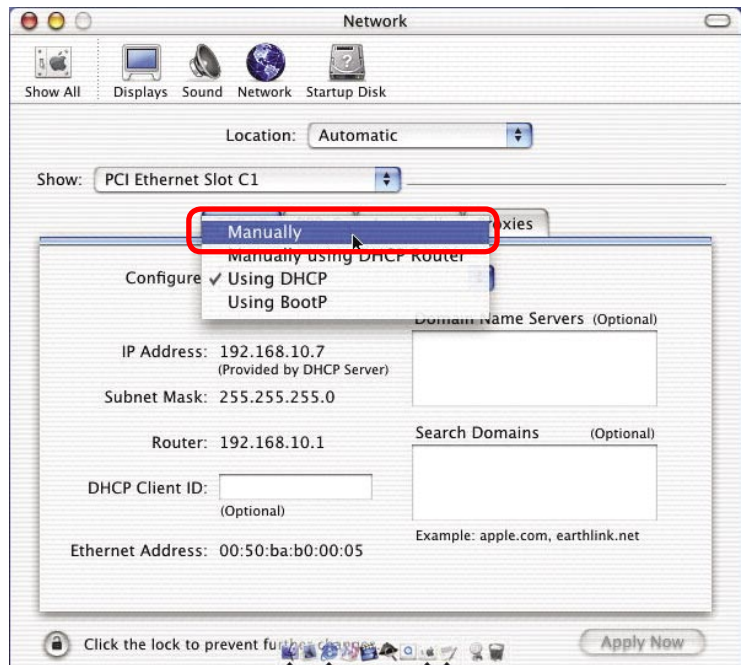 Network
Show All Displays Sound Network Startup Disk
Location: Automatic
Show: PCI Ethernet Slot C1
Proxies
Manually
Manually using DHCP Router
Configure ✓ Using DHCP
Using BootP
Domain Name Servers (Optional)
IP Address: 192.168.10.7
(Provided by DHCP Server)
Subnet Mask: 255.255.255.0
Router: 192.168.10.1
Search Domains (Optional)
DHCP Client ID:
(Optional)
Example: apple.com, earthlink.net
Ethernet Address: 00:50:ba:b0:00:05
Click the lock to prevent further changes.
Apply Now